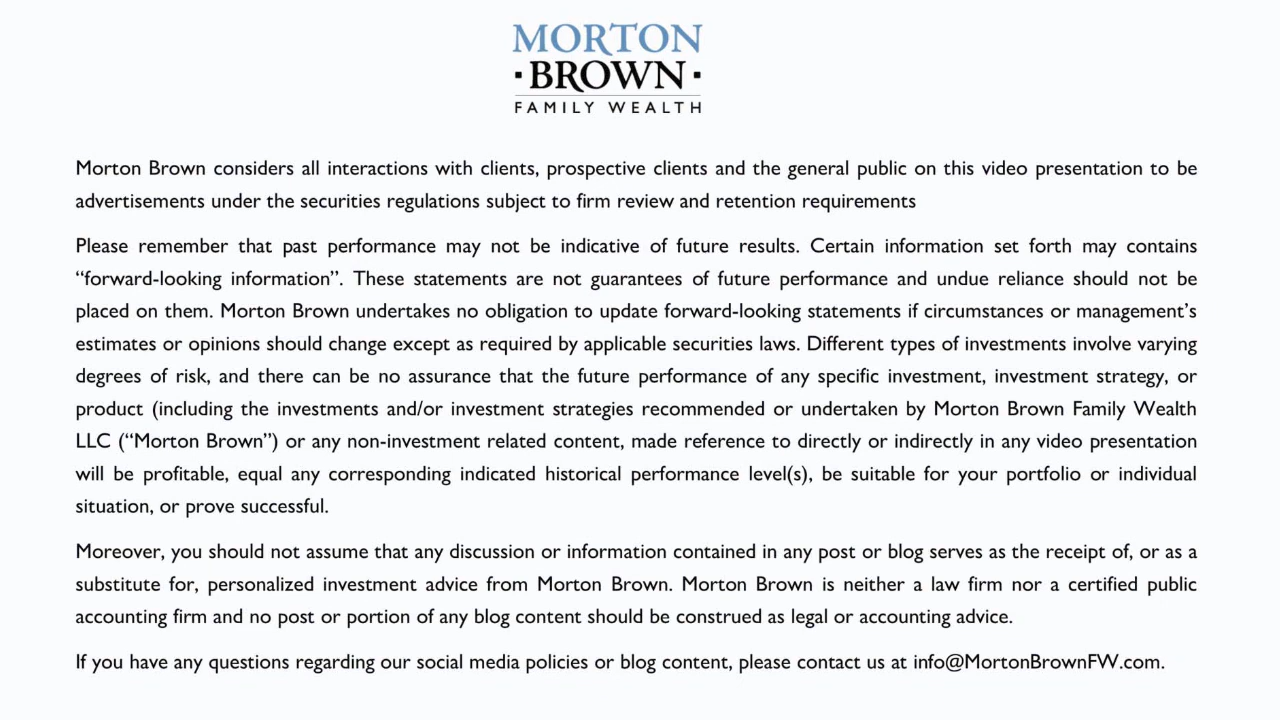 MORTON
·BROWN·
FAMILY WEALTH
Morton Brown considers all interactions with clients, prospective clients and the general public on this video presentation to be
advertisements under the securities regulations subject to firm review and retention requirements
Please remember that past performance may not be indicative of future results. Certain information set forth may contains
“forward-looking information”. These statements are not guarantees of future performance and undue reliance should not be
placed on them. Morton Brown undertakes no obligation to update forward-looking statements if circumstances or management’s
estimates or opinions should change except as required by applicable securities laws. Different types of investments involve varying
degrees of risk, and there can be no assurance that the future performance of any specific investment, investment strategy, or
product (including the investments and/or investment strategies recommended or undertaken by Morton Brown Family Wealth
LLC (“Morton Brown”) or any non-investment related content, made reference to directly or indirectly in any video presentation
will be profitable, equal any corresponding indicated historical performance level(s), be suitable for your portfolio or individual
situation, or prove successful.
Moreover, you should not assume that any discussion or information contained in any post or blog serves as the receipt of, or as a
substitute for, personalized investment advice from Morton Brown. Morton Brown is neither a law firm nor a certified public
accounting firm and no post or portion of any blog content should be construed as legal or accounting advice.
If you have any questions regarding our social media policies or blog content, please contact us at info@MortonBrownFW.com.